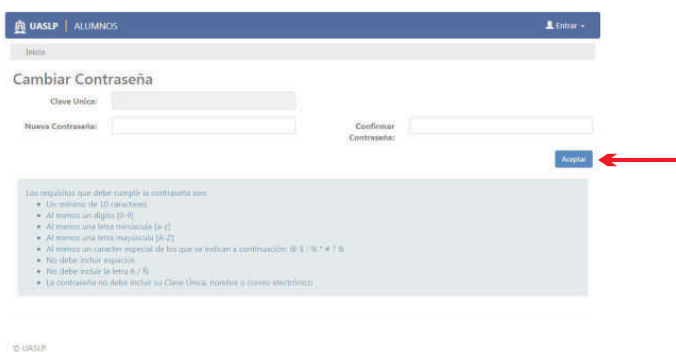 UASLP | ALUMNOS
Entrar
Inicio
Cambiar Contraseña
Clave Unica:
Nueva Contraseña:
Confirmar
Contraseña:
Aceptar
Los requisitos que debe cumplir la contraseña son:
• Un mínimo de 10 caracteres
• Al menos un dígito [0-9]
• Al menos una letra minúscula [a-z]
• Al menos una letra mayúscula [A-Z]
• Al menos un caracter especial de los que se indican a continuación: @ $ / % * # ?
• No debe incluir espacios
• No debe incluir la letra ñ / Ñ
• La contraseña no debe incluir su Clave Única, nombre o correo electrónico
© UASLP